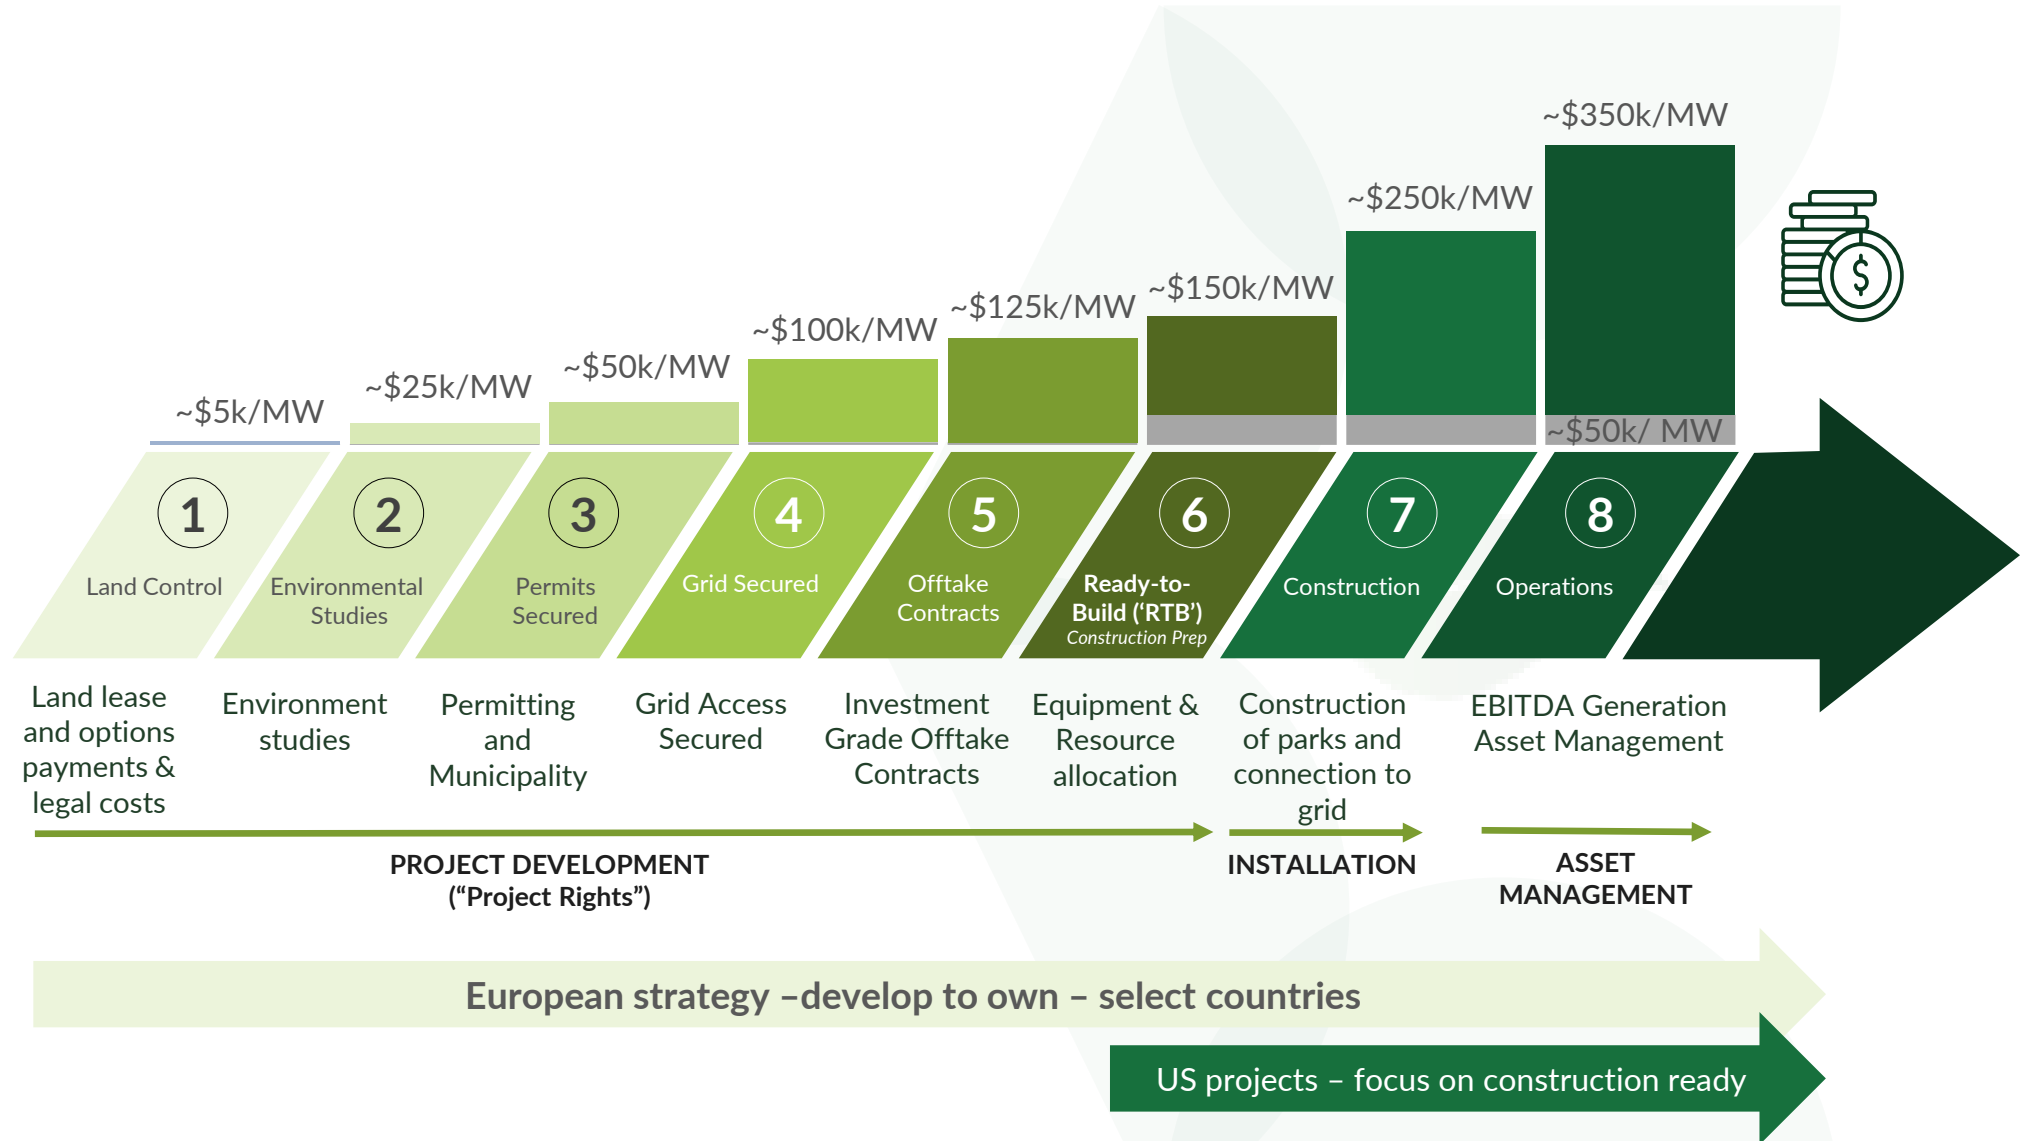 ~$350k/MW
~$250k/MW
~$150k/MW
~$125k/MW
~$100k/MW
~$50k/MW
~$25k/MW
~$5k/MW
~$50k/ MW
$
1
2
3
4
5
6
7
8
Land Control
Environmental
Studies
Permits
Secured
Grid Secured
Offtake
Contracts
Ready-to-
Build (‘RTB’)
Construction Prep
Construction
Operations
Land lease
and options
payments &
legal costs
Environment
studies
Permitting
and
Municipality
Grid Access
Secured
Investment
Grade Offtake
Contracts
Equipment &
Resource
allocation
Construction
of parks and
connection to
grid
EBITDA Generation
Asset Management
PROJECT DEVELOPMENT
(“Project Rights”)
INSTALLATION
ASSET
MANAGEMENT
European strategy –develop to own – select countries
US projects – focus on construction ready